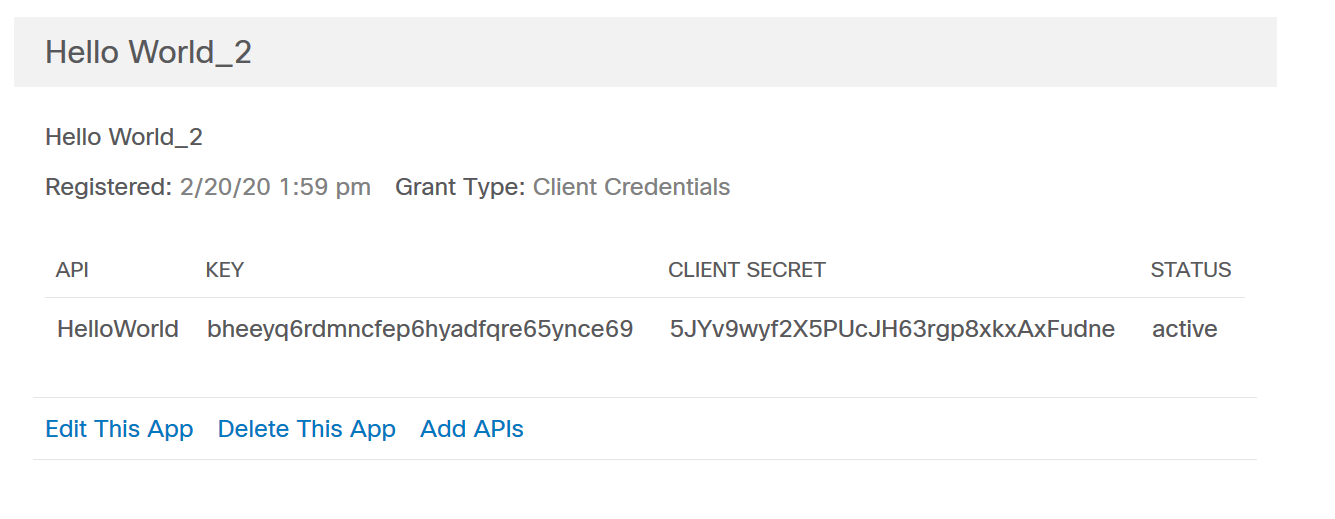 Hello World_2
Hello World_2
Registered: 2/20/20 1:59 pm Grant Type: Client Credentials
API KEY CLIENT SECRET STATUS
HelloWorld bheeyq6rdmncfep6hyadfqre65ynce69 5JYv9wyf2X5PUcJH63rgp8xkxAxFudne active
Edit This App Delete This App Add APIs